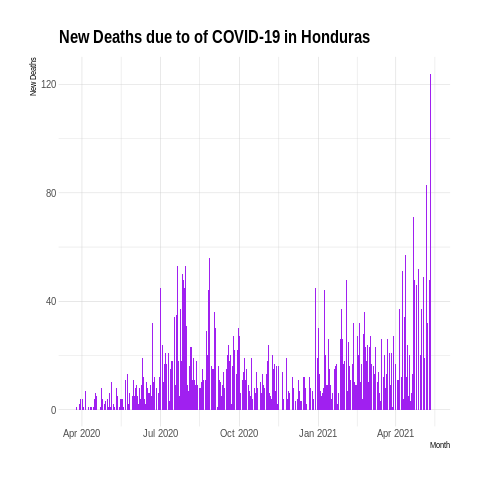 New Deaths due to of COVID-19 in Honduras
New Deaths
120
80
40
0
Apr 2020 Jul 2020 Oct 2020 Jan 2021 Apr 2021
Month